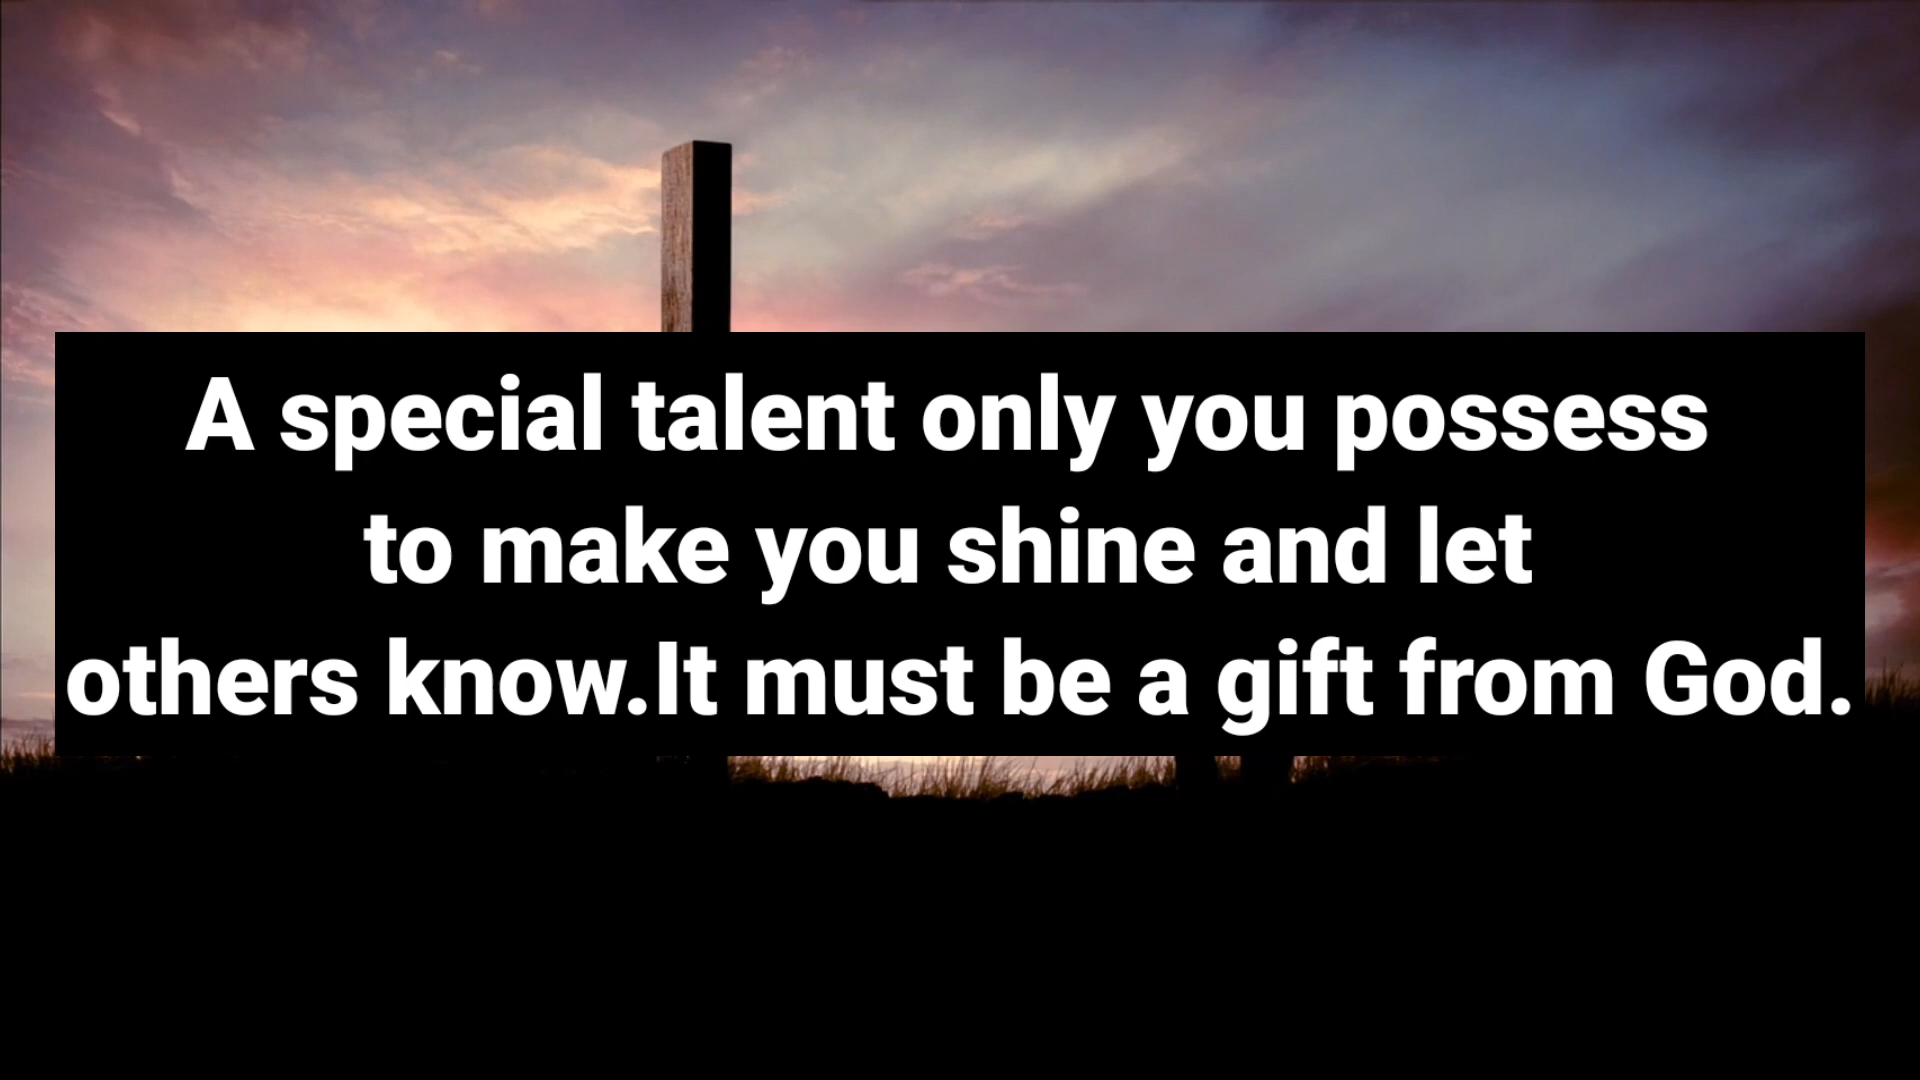 A special talent only you possess
to make you shine and let
others know.It must be a gift from God.